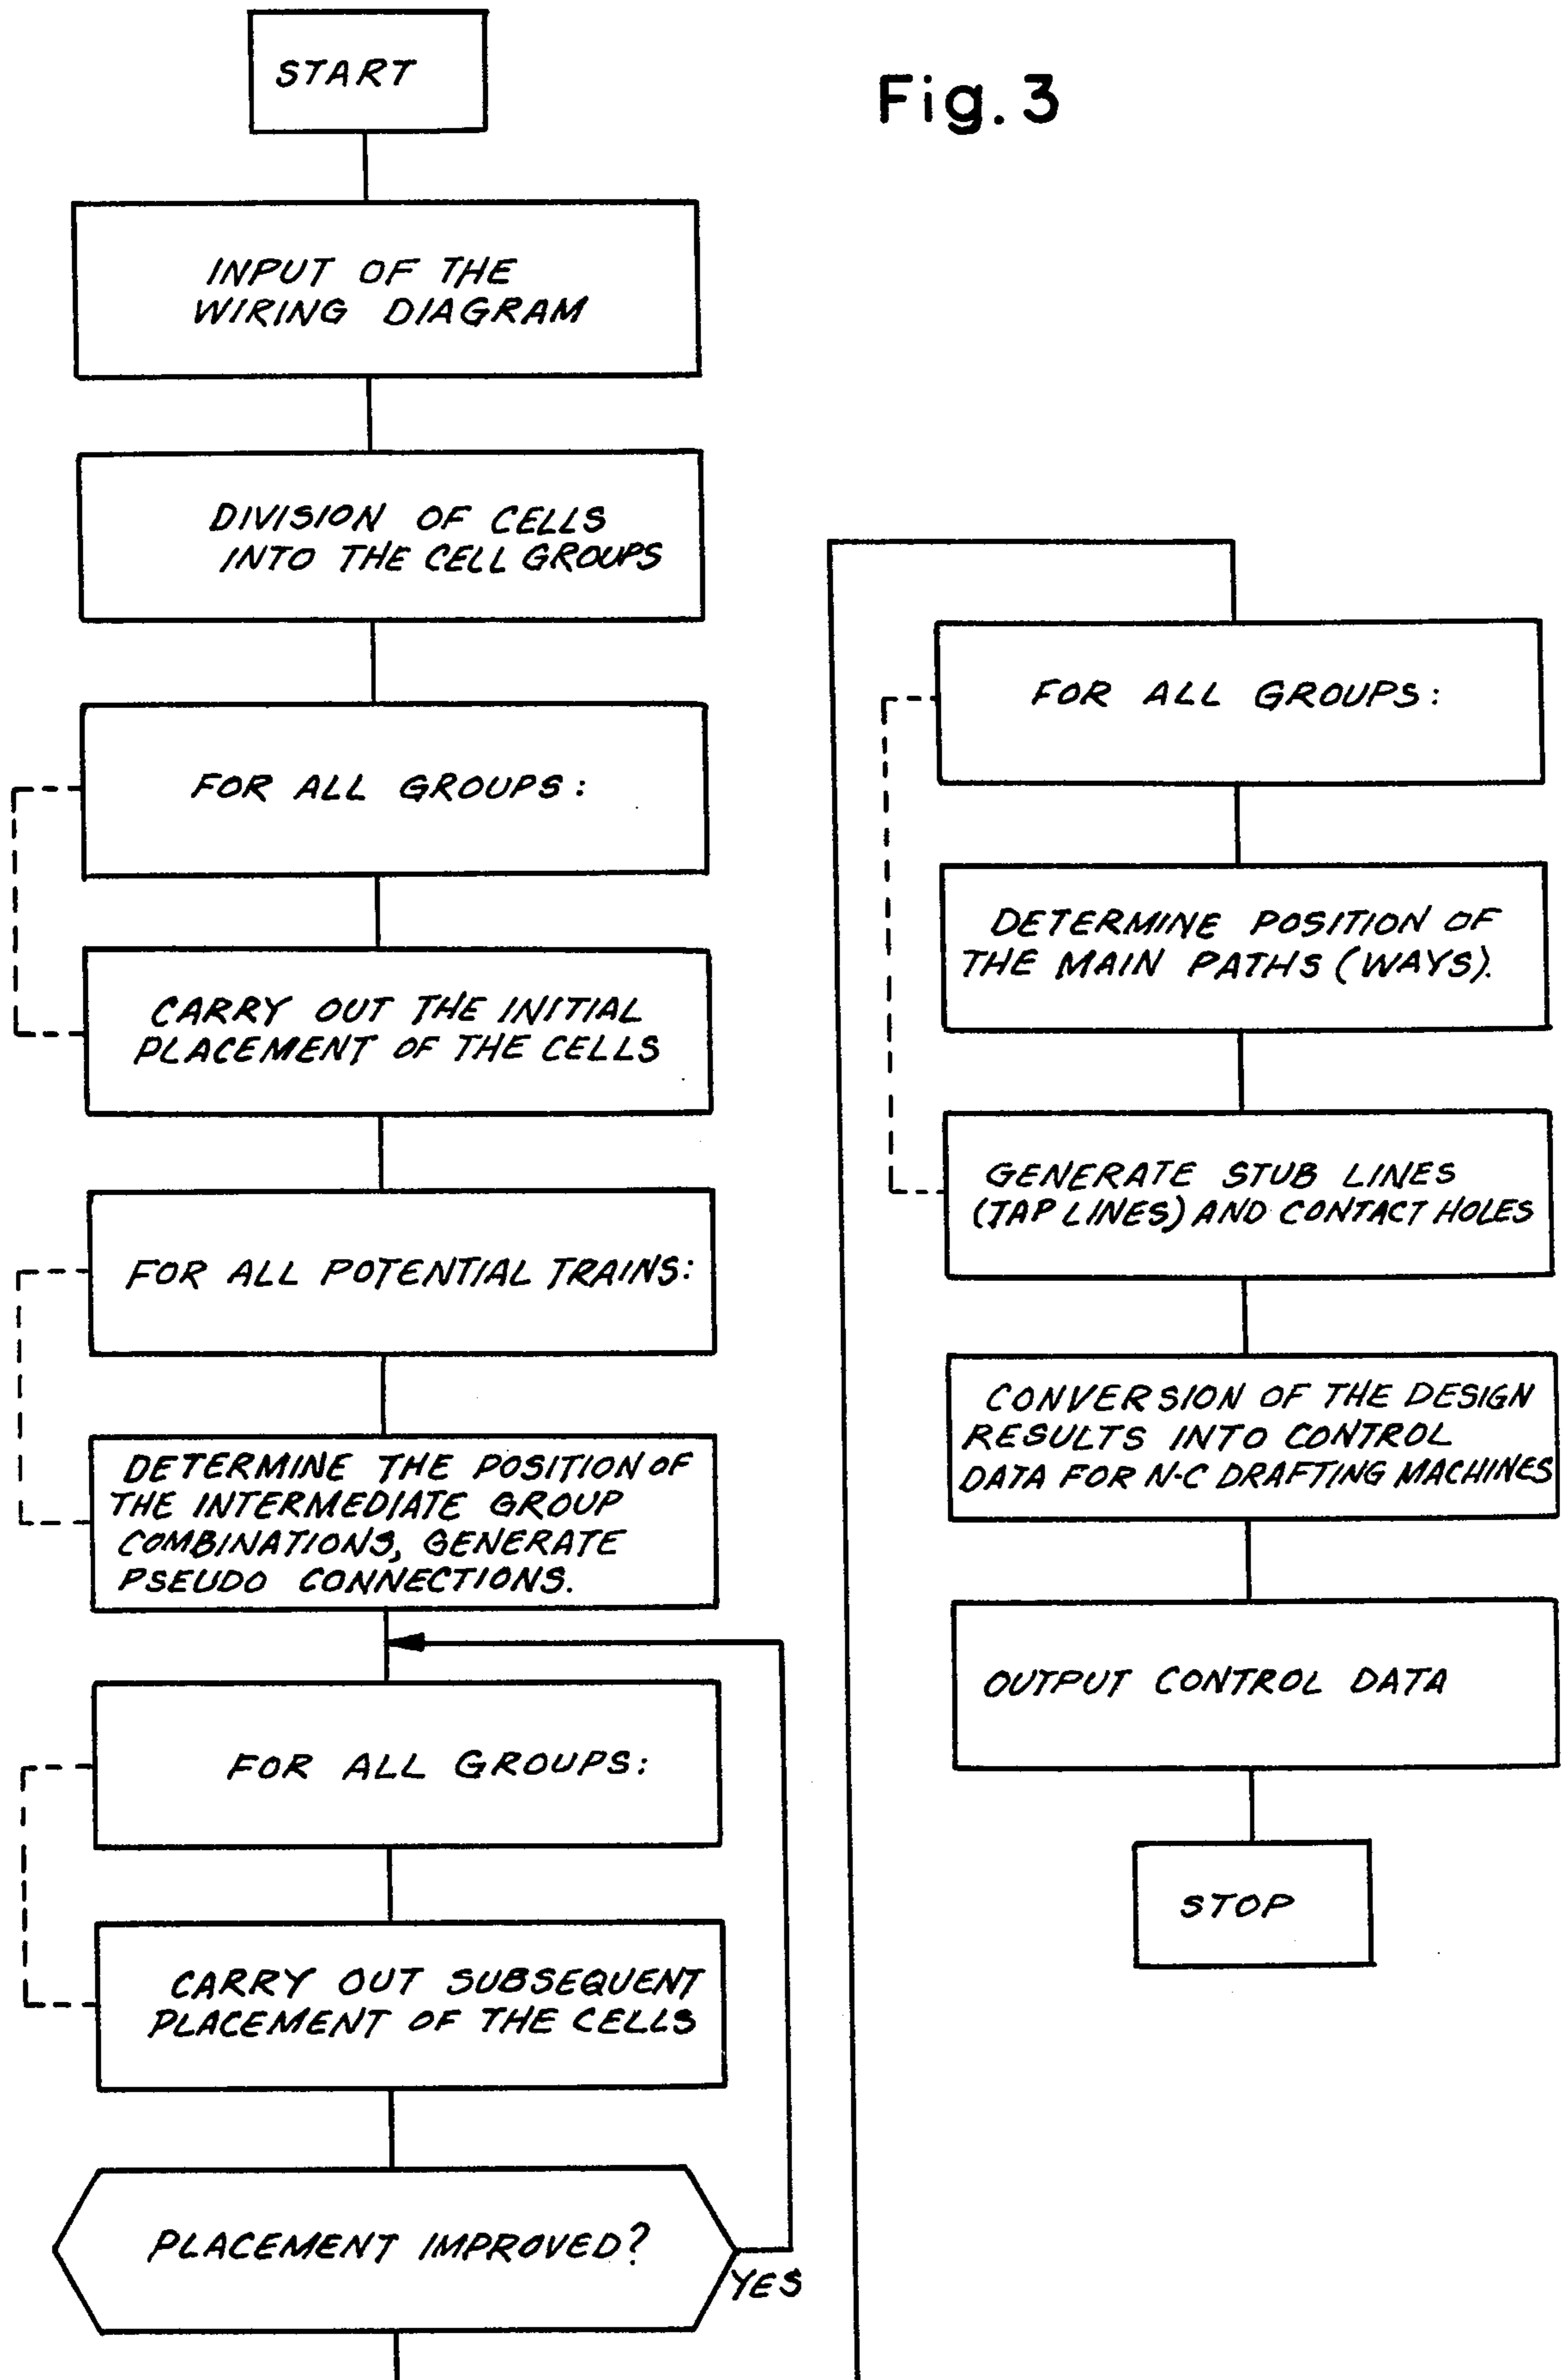 Fig. 3
START
INPUT OF THE
WIRING DIAGRAM
DIVISION OF CELLS
INTO THE CELL GROUPS
FOR ALL GROUPS:
CARRY OUT THE INITIAL
PLACEMENT OF THE CELLS
FOR ALL POTENTIAL TRAINS:
DETERMINE THE POSITION OF
THE INTERMEDIATE GROUP
COMBINATIONS, GENERATE
PSEUDO CONNECTIONS.
FOR ALL GROUPS:
CARRY OUT SUBSEQUENT
PLACEMENT OF THE CELLS
PLACEMENT IMPROVED?
YES
FOR ALL GROUPS:
DETERMINE POSITION OF
THE MAIN PATHS (WAYS).
GENERATE STUB LINES
(TAP LINES) AND CONTACT HOLES
CONVERSION OF THE DESIGN
RESULTS INTO CONTROL
DATA FOR N-C DRAFTING MACHINES
OUTPUT CONTROL DATA
STOP